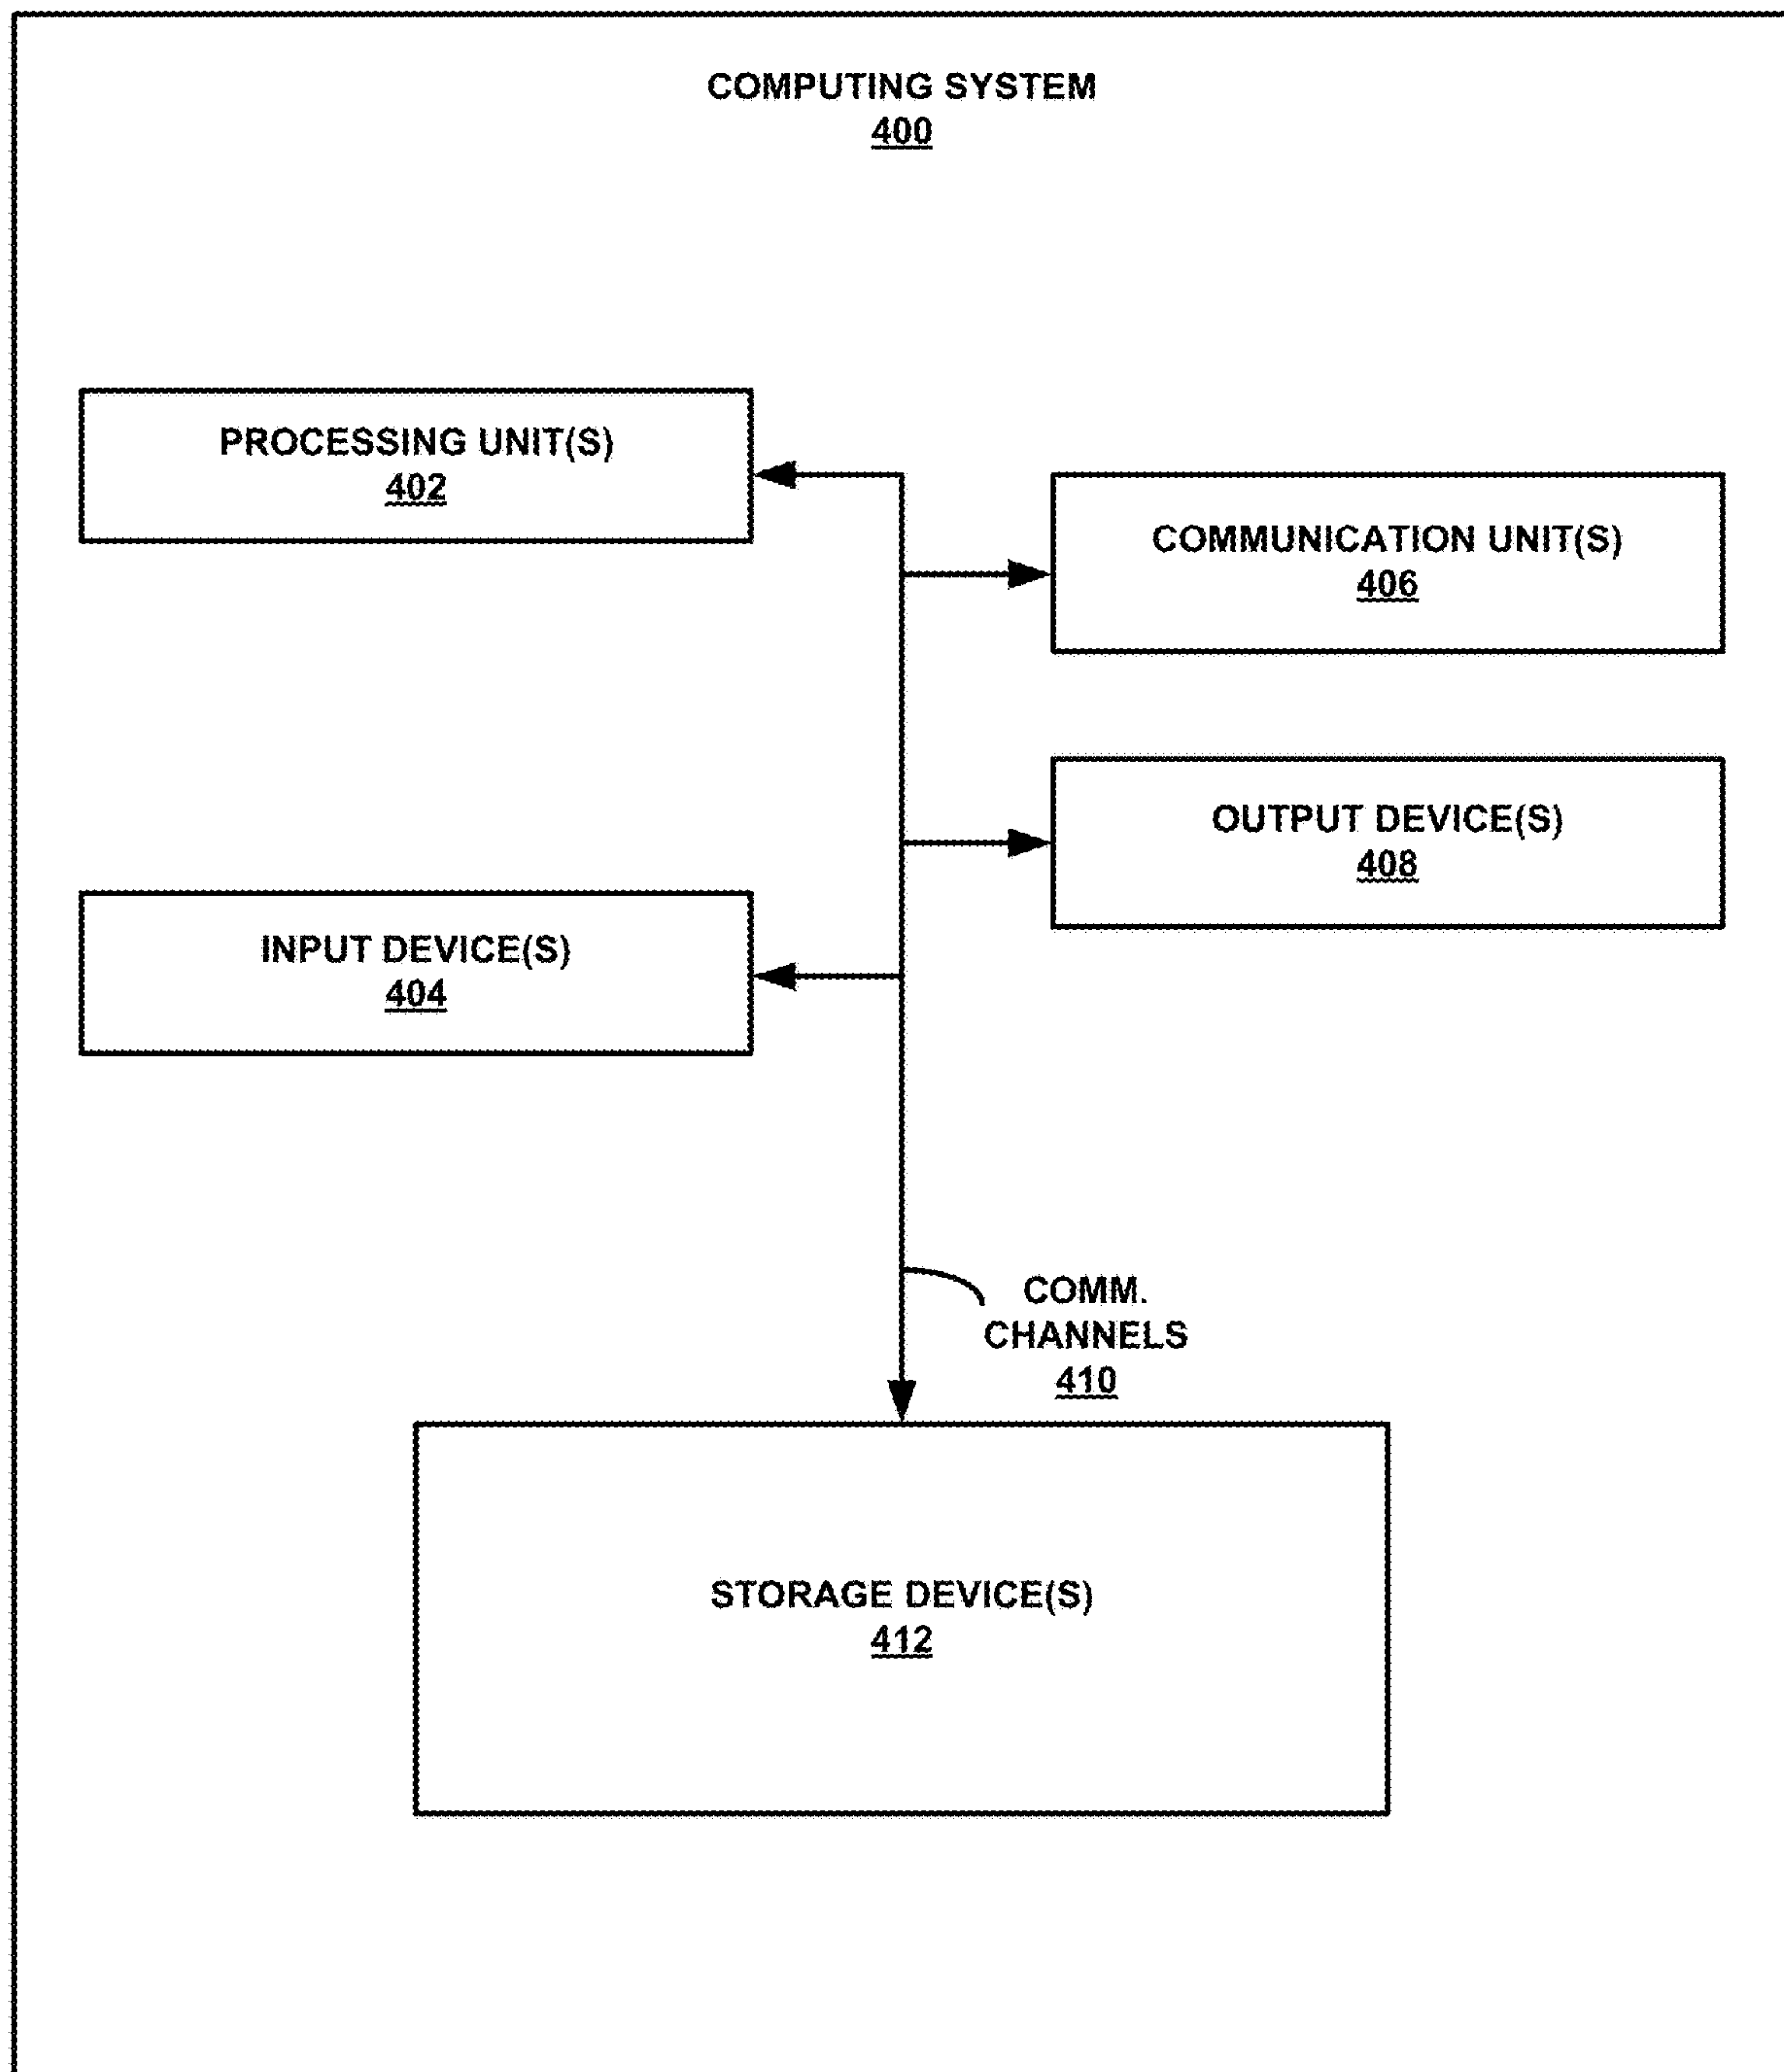 COMPUTING SYSTEM
400
PROCESSING UNIT(S)
402
COMMUNICATION UNIT(S)
406
OUTPUT DEVICE(S)
408
INPUT DEVICE(S)
404
COMM.
CHANNELS
410
STORAGE DEVICE(S)
412